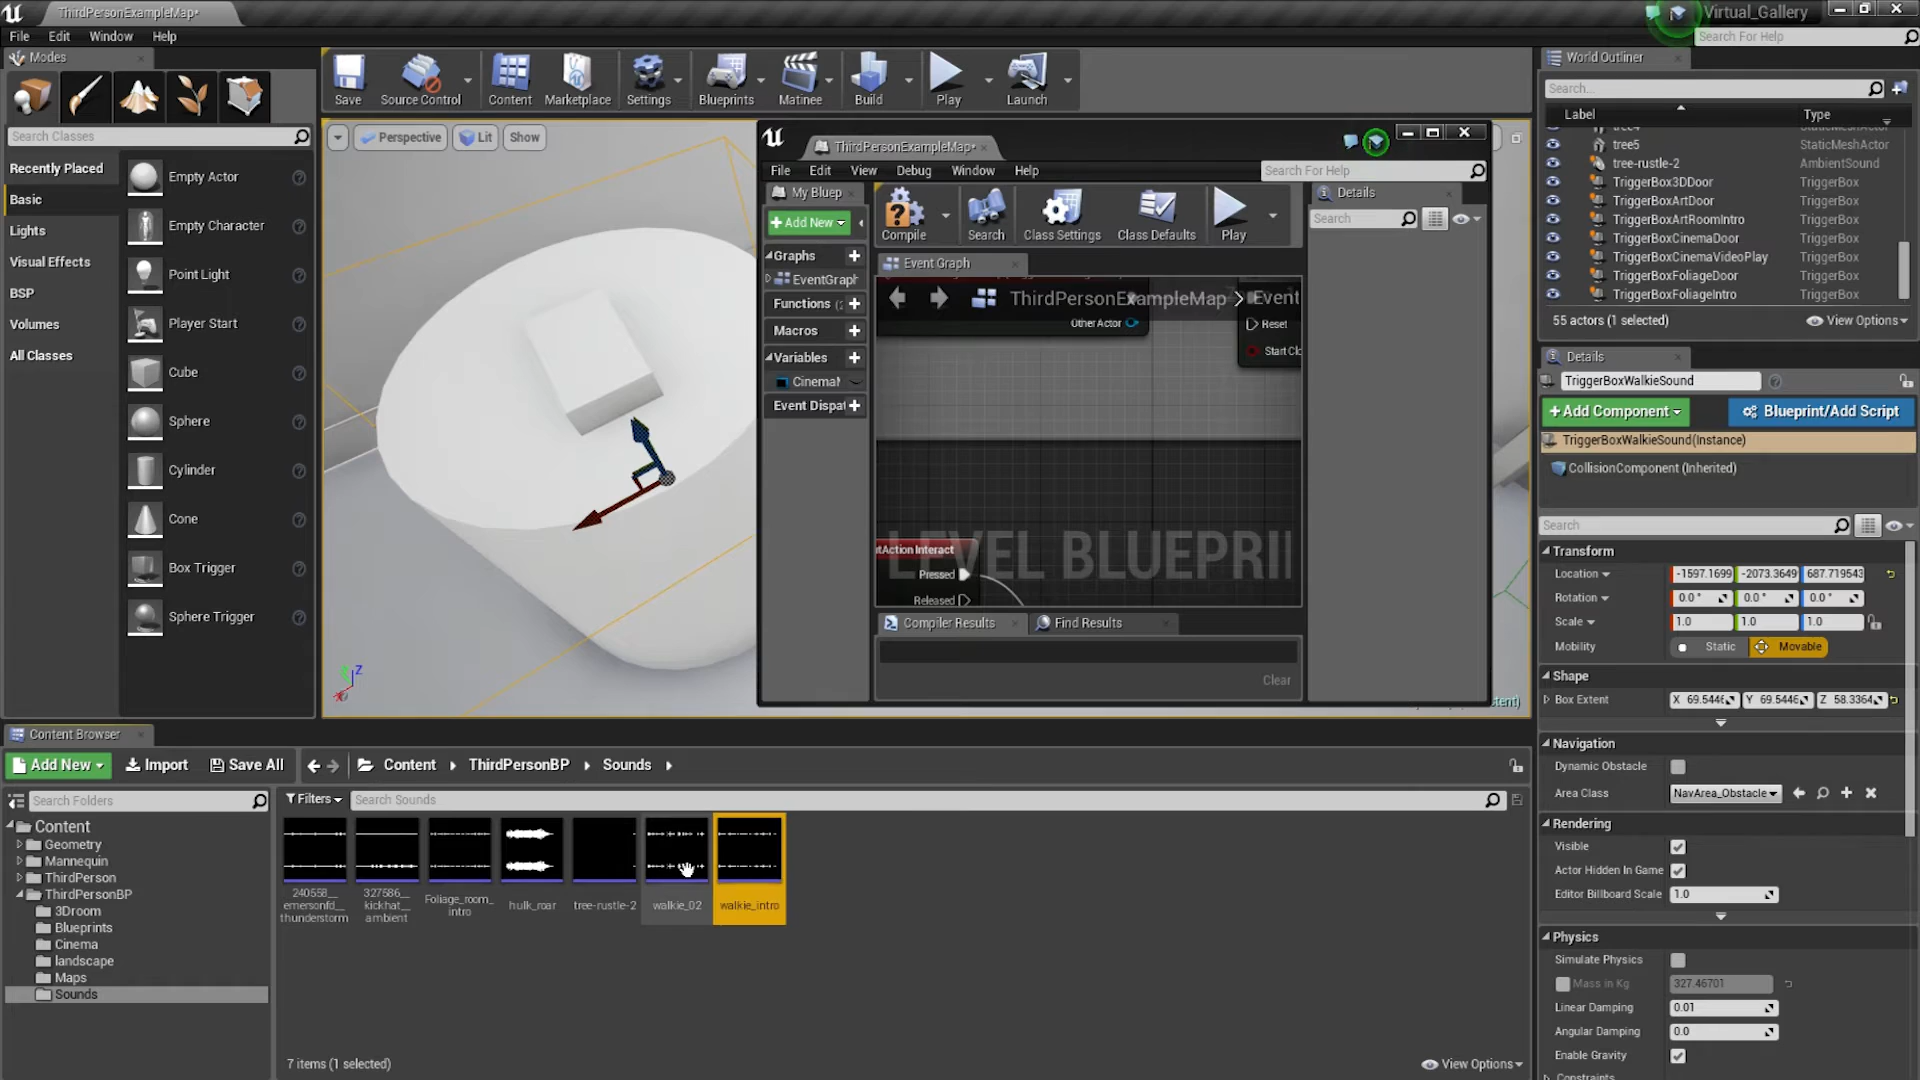 ThirdPersonExampleMap*
Virtual_Gallery
File Edit Window Help
Search For Help
Modes
Search Classes
Recently Placed
Basic
Lights
Visual Effects
BSP
Volumes
All Classes
Empty Actor
Empty Character
Point Light
Player Start
Cube
Sphere
Cylinder
Cone
Box Trigger
Sphere Trigger
Save
Source Control
Content
Marketplace
Settings
Blueprints
Matinee
Build
Play
Launch
Perspective
Lit
Show
ThirdPersonExampleMap*
File Edit View Debug Window Help
Search For Help
My Bluep
Add New
Graphs
EventGraph
Functions (2
Macros
Variables
CinemaM
Event Dispat
Compile
Search
Class Settings
Class Defaults
Play
Event Graph
ThirdPersonExampleMap > Event
Other Actor
Reset
Start Clo
LEVEL BLUEPRI
utAction Interact
Pressed
Released
Compiler Results
Find Results
Clear
Details
Search
World Outliner
Search...
Label Type
tree4 StaticMeshActor
tree5 StaticMeshActor
tree-rustle-2 AmbientSound
TriggerBox3DDoor TriggerBox
TriggerBoxArtDoor TriggerBox
TriggerBoxArtRoomIntro TriggerBox
TriggerBoxCinemaDoor TriggerBox
TriggerBoxCinemaVideoPlay TriggerBox
TriggerBoxFoliageDoor TriggerBox
TriggerBoxFoliageIntro TriggerBox
55 actors (1 selected)
View Options
Details
TriggerBoxWalkieSound
Add Component
Blueprint/Add Script
TriggerBoxWalkieSound(Instance)
CollisionComponent (Inherited)
Search
Transform
Location -1597.1699 -2073.3649 687.719543
Rotation 0.0 ° 0.0 ° 0.0 °
Scale 1.0 1.0 1.0
Mobility Static Movable
Shape
Box Extent X 69.5446 Y 69.5446 Z 58.3364
Navigation
Dynamic Obstacle
Area Class NavArea_Obstacle
Rendering
Visible
Actor Hidden In Game
Editor Billboard Scale 1.0
Physics
Simulate Physics
Mass in Kg 327.46701
Linear Damping 0.01
Angular Damping 0.0
Enable Gravity
Constraints
Z
tent)
Content Browser
Add New
Import
Save All
Content ThirdPersonBP Sounds
Search Folders
Filters
Search Sounds
Content
Geometry
Mannequin
ThirdPerson
ThirdPersonBP
3Droom
Blueprints
Cinema
landscape
Maps
Sounds
240558__
emersonfd__
thunderstorm
327586__
kickhat__
ambient
Foliage_room_
intro
hulk_roar
tree-rustle-2
walkie_02
walkie_intro
7 items (1 selected)
View Options